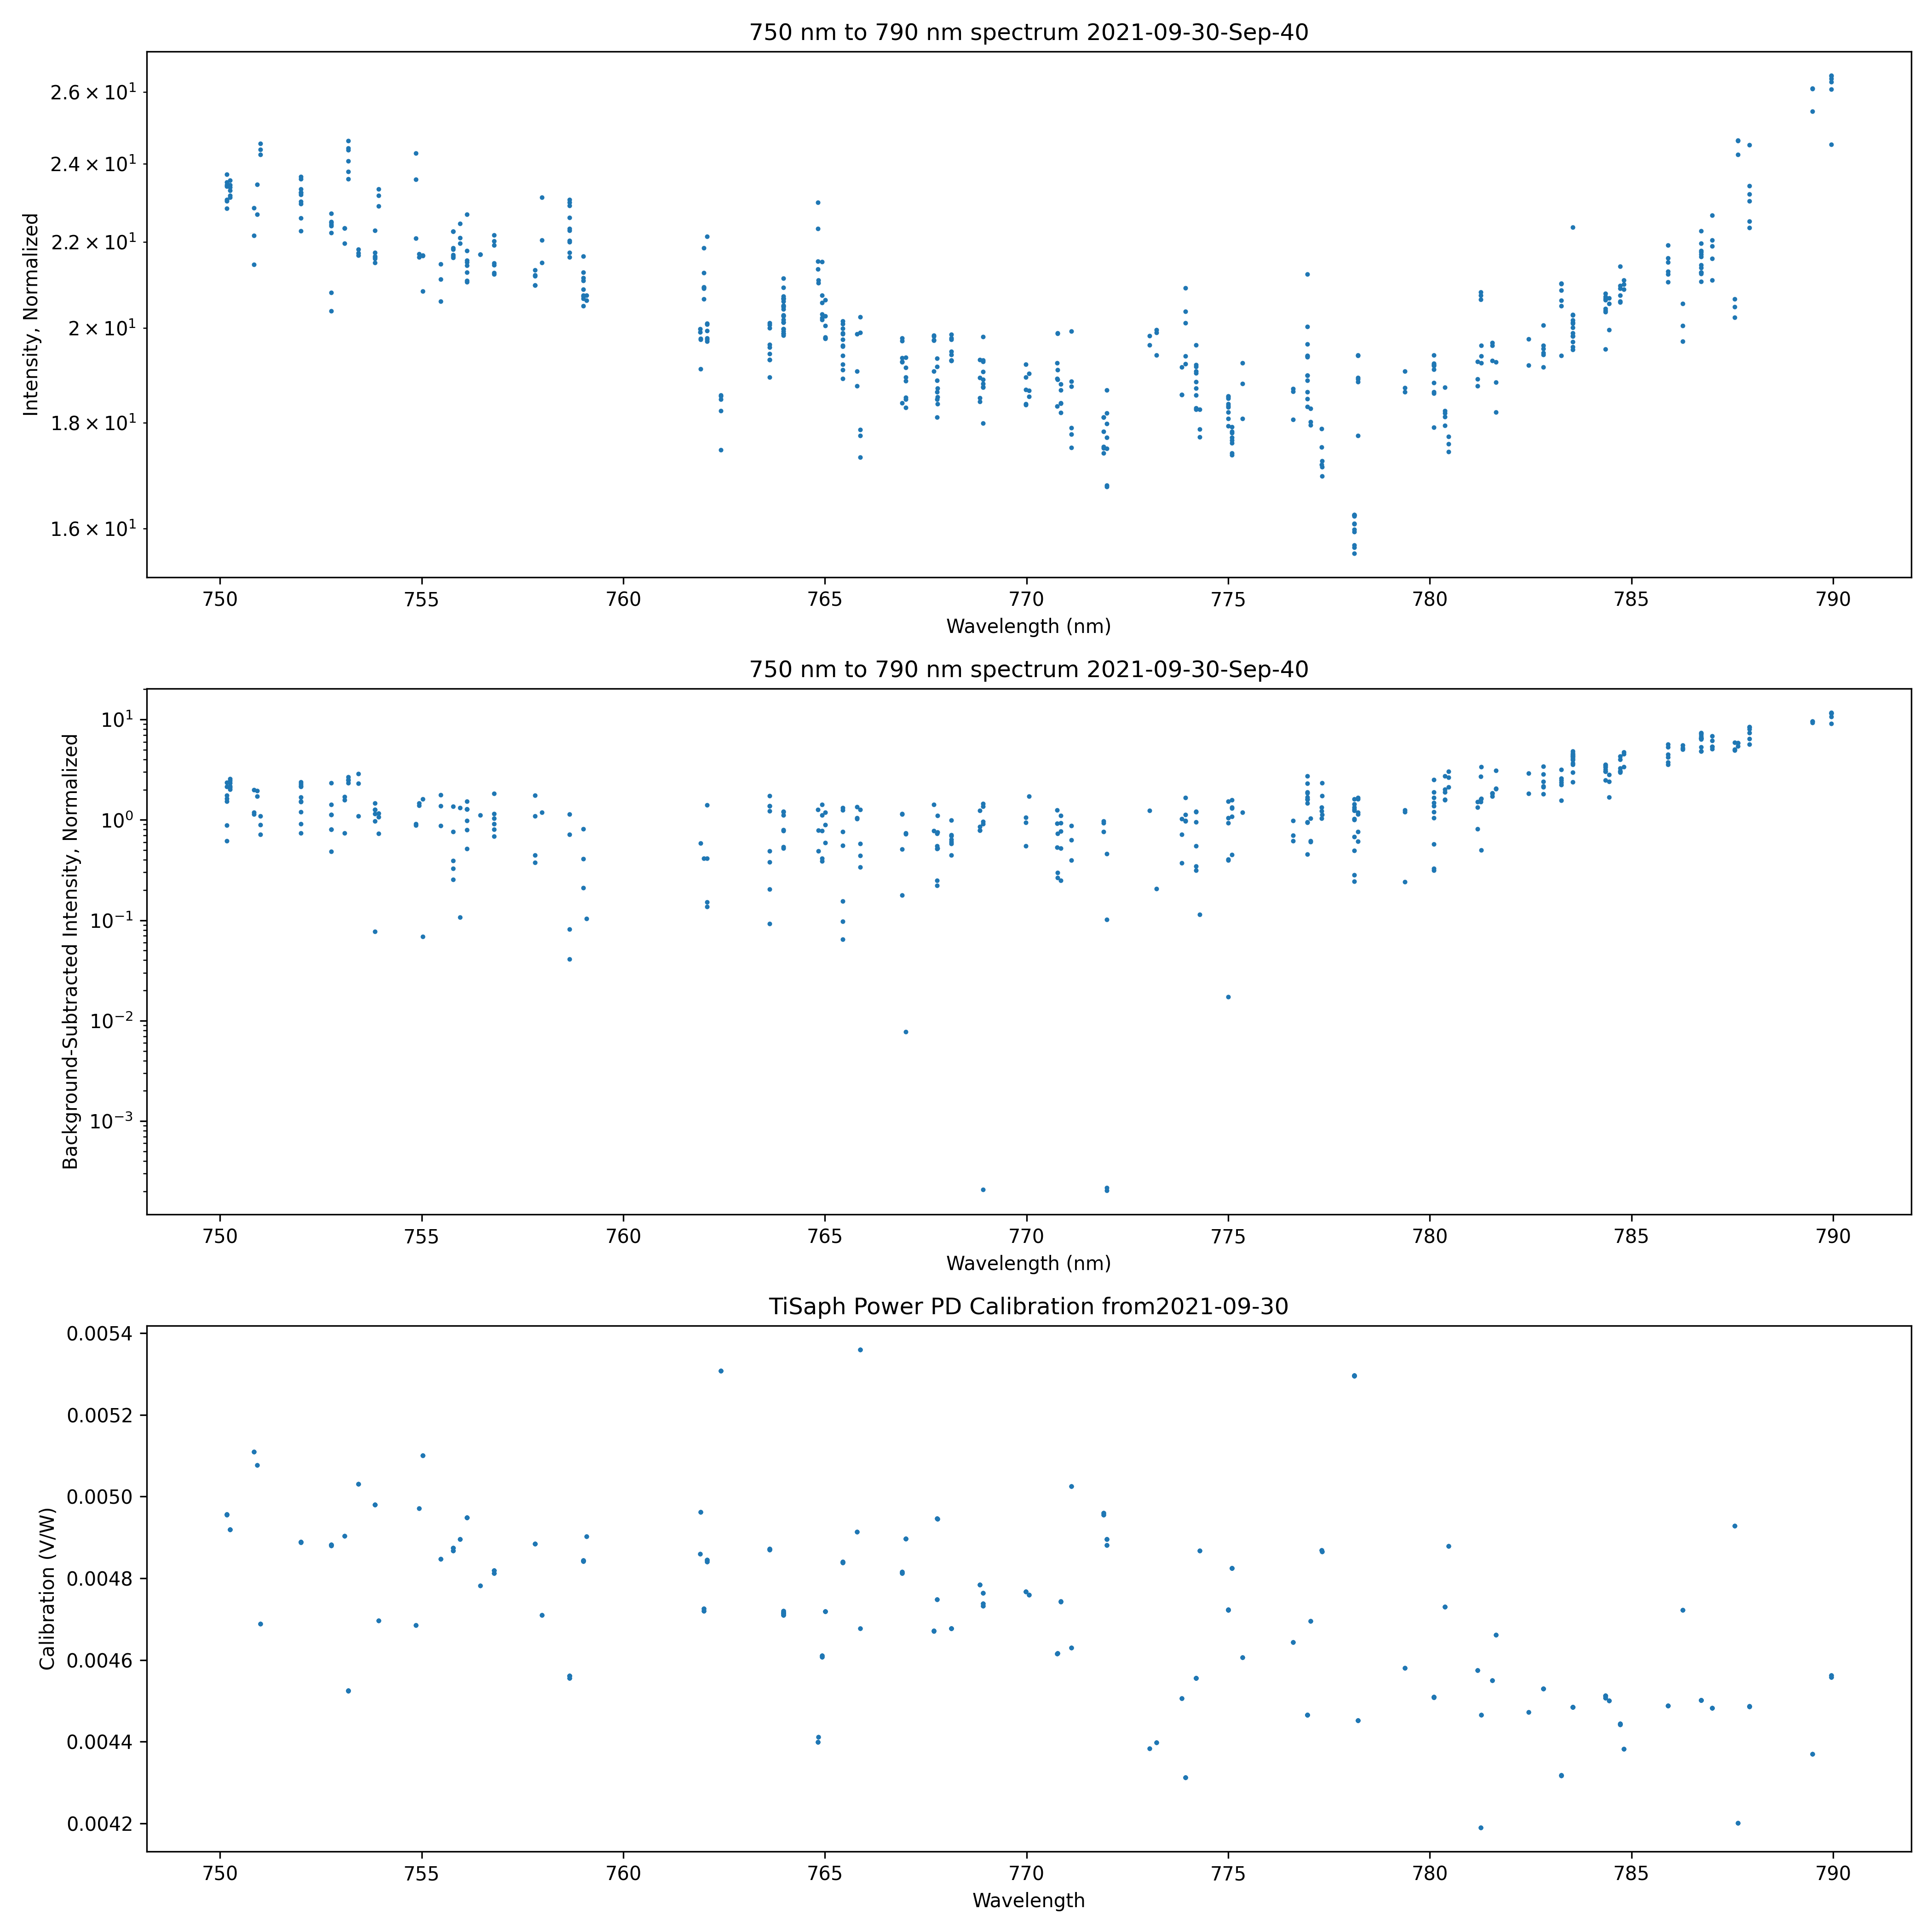 750 nm to 790 nm spectrum 2021-09-30-Sep-40
Intensity, Normalized
2.6 × 10¹
2.4 × 10¹
2.2 × 10¹
2 × 10¹
1.8 × 10¹
1.6 × 10¹
750 755 760 765 770 775 780 785 790
Wavelength (nm)
750 nm to 790 nm spectrum 2021-09-30-Sep-40
Background-Subtracted Intensity, Normalized
10¹
10⁰
10⁻¹
10⁻²
10⁻³
750 755 760 765 770 775 780 785 790
Wavelength (nm)
TiSaph Power PD Calibration from2021-09-30
Calibration (V/W)
0.0054
0.0052
0.0050
0.0048
0.0046
0.0044
0.0042
750 755 760 765 770 775 780 785 790
Wavelength